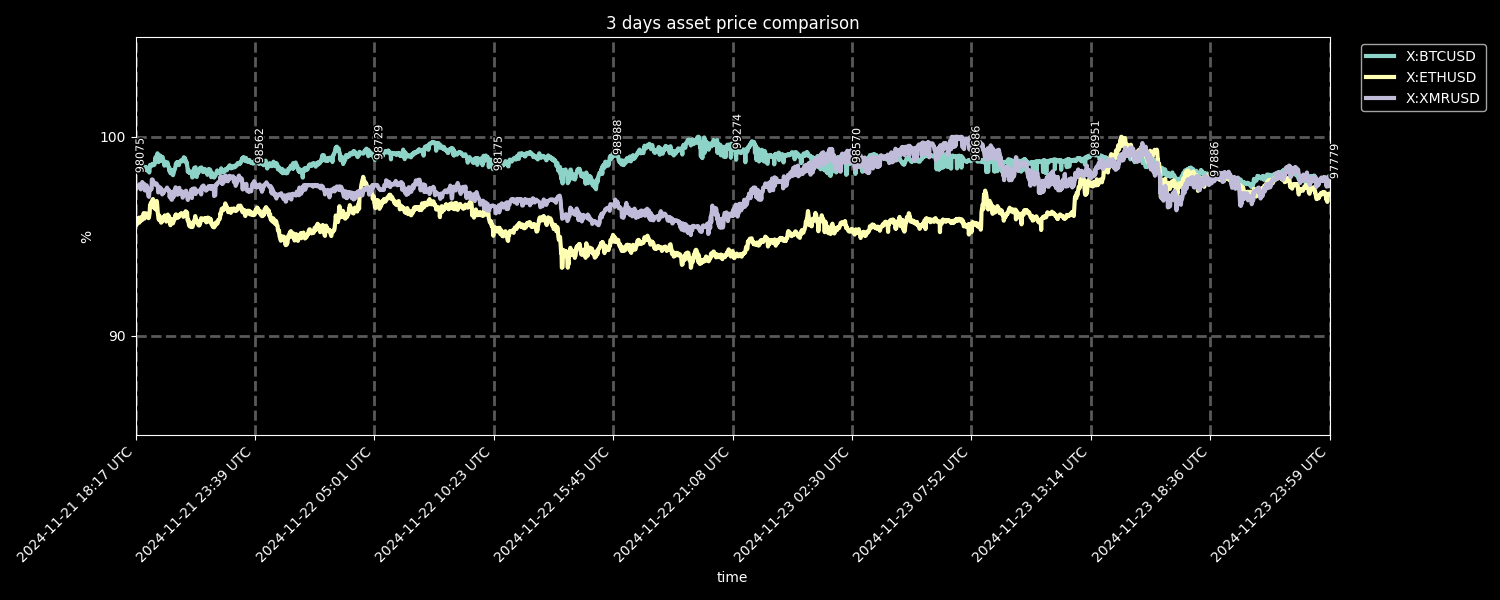 3 days asset price comparison
X:BTCUSD
X:ETHUSD
X:XMRUSD
100
90
%
98075
98562
98729
98175
98988
99274
98570
98686
98951
97886
97779
2024-11-21 18:17 UTC
2024-11-21 23:39 UTC
2024-11-22 05:01 UTC
2024-11-22 10:23 UTC
2024-11-22 15:45 UTC
2024-11-22 21:08 UTC
2024-11-23 02:30 UTC
2024-11-23 07:52 UTC
2024-11-23 13:14 UTC
2024-11-23 18:36 UTC
2024-11-23 23:59 UTC
time